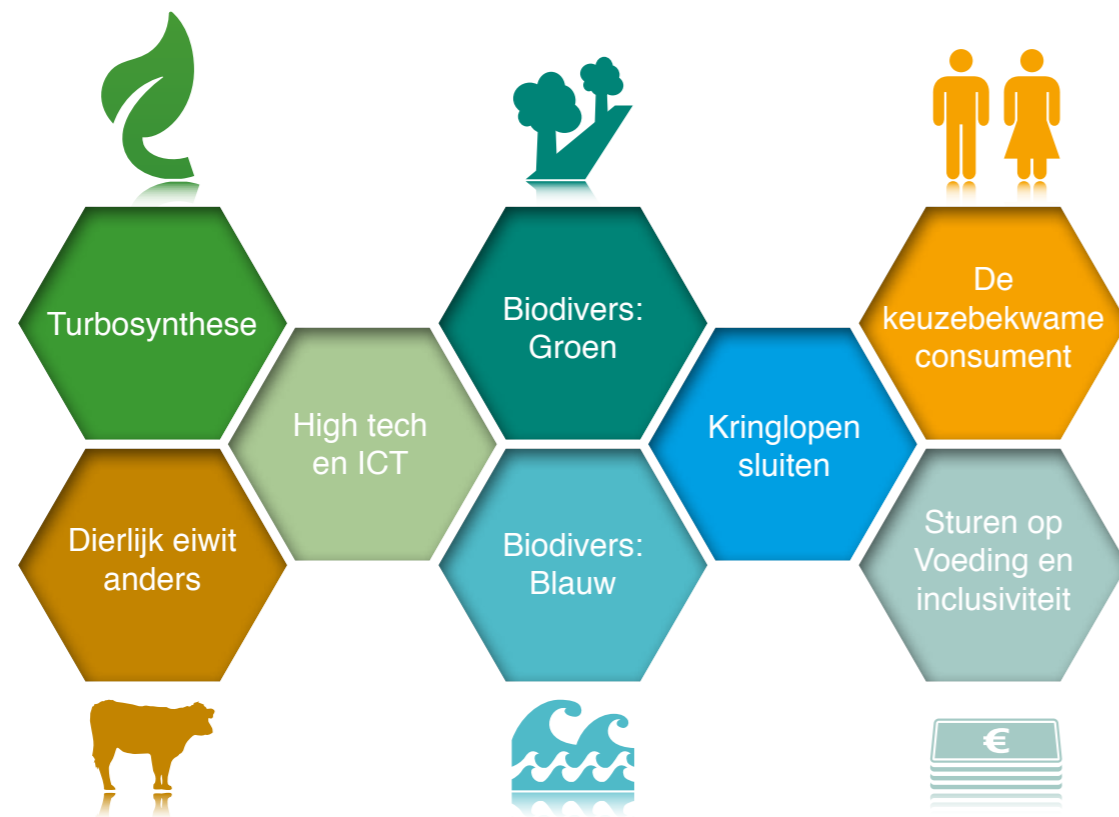 Turbosynthese
Biodivers:
Groen
De
keuzebekwame
consument
High tech
en ICT
Kringlopen
sluiten
Dierlijk eiwit
anders
Biodivers:
Blauw
Sturen op
Voeding en
inclusiviteit
€